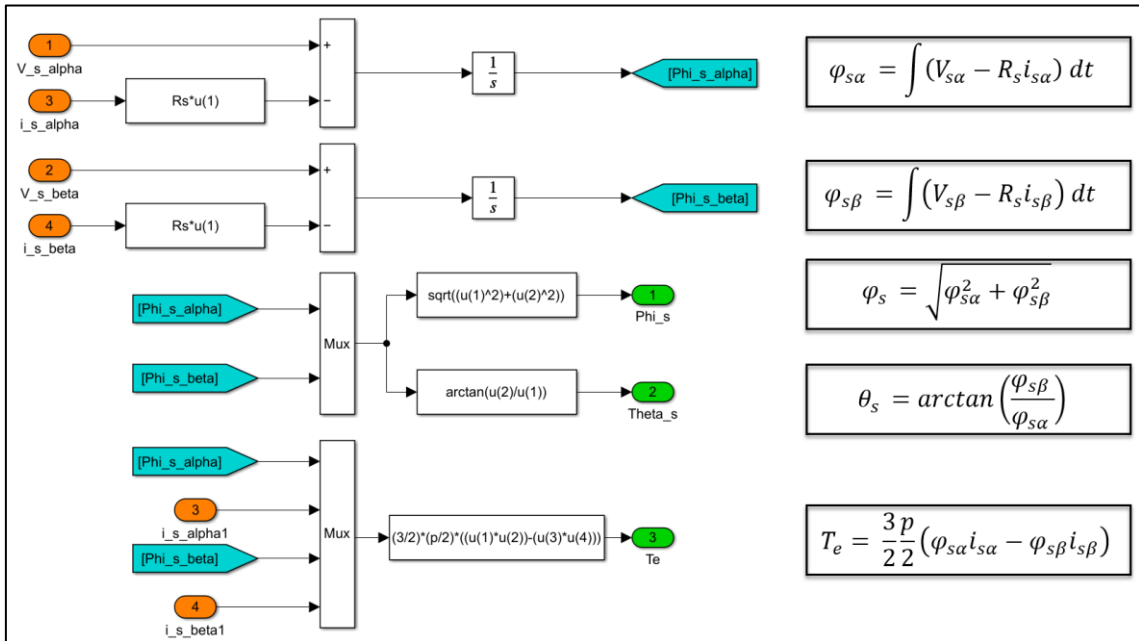 1
V_s_alpha
+
3
i_s_alpha
Rs*u(1)
−
1/s
[Phi_s_alpha]
φsα = ∫(Vsα − Rs isα) dt
2
V_s_beta
+
4
i_s_beta
Rs*u(1)
−
1/s
[Phi_s_beta]
φsβ = ∫(Vsβ − Rs isβ) dt
[Phi_s_alpha]
[Phi_s_beta]
Mux
sqrt((u(1)^2)+(u(2)^2))
1
Phi_s
φs = √(φsα² + φsβ²)
arctan(u(2)/u(1))
2
Theta_s
θs = arctan(φsβ/φsα)
[Phi_s_alpha]
3
i_s_alpha1
[Phi_s_beta]
4
i_s_beta1
Mux
(3/2)*(p/2)*((u(1)*u(2))-(u(3)*u(4)))
3
Te
Te = 3/2 p/2 (φsα isα − φsβ isβ)